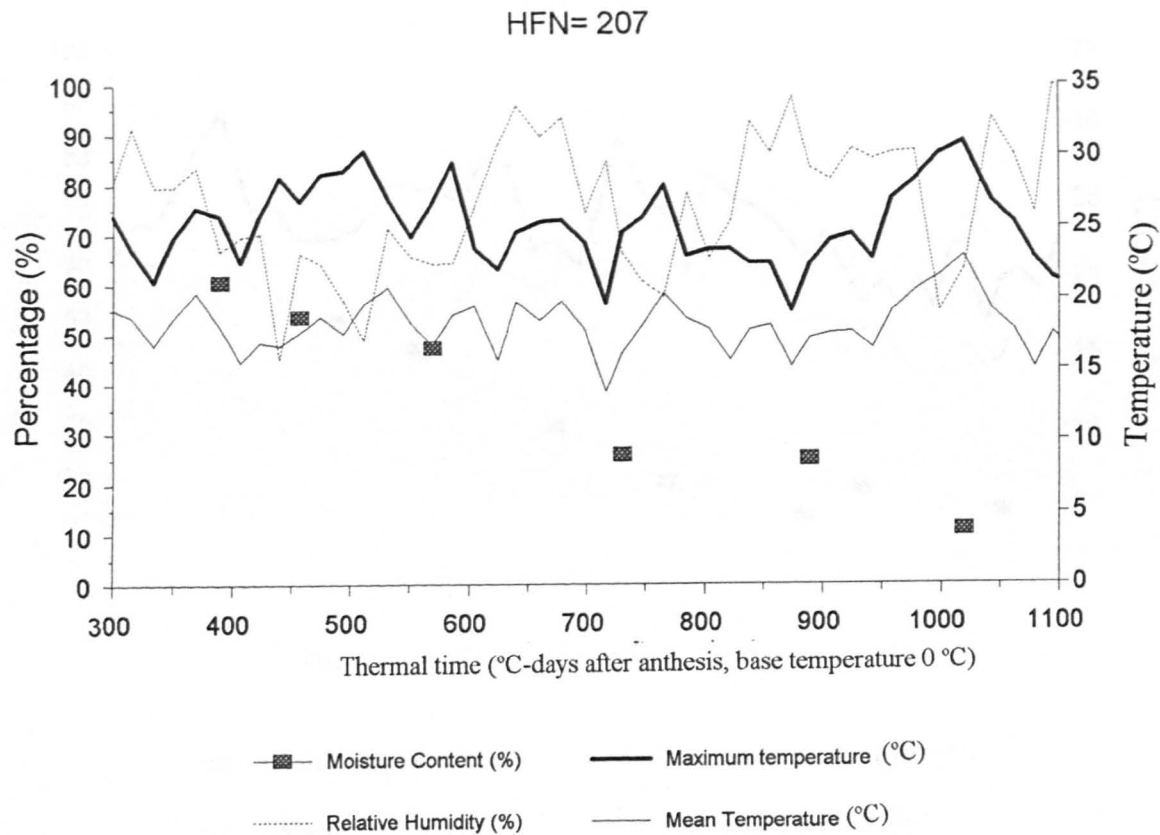 HFN= 207
Percentage (%)
100
90
80
70
60
50
40
30
20
10
0
35
30
25
20
15
10
5
0
Temperature (°C)
300 400 500 600 700 800 900 1000 1100
Thermal time (°C-days after anthesis, base temperature 0 °C)
Moisture Content (%) Maximum temperature (°C)
Relative Humidity (%) Mean Temperature (°C)